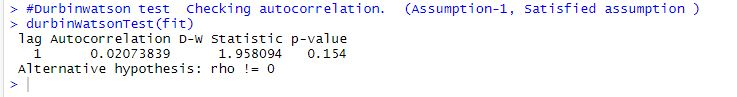 > #Durbinwatson test  Checking autocorrelation.  (Assumption-1, Satisfied assumption )
> durbinWatsonTest(fit)
 lag Autocorrelation D-W Statistic p-value
   1      0.02073839      1.958094   0.154
 Alternative hypothesis: rho != 0
>